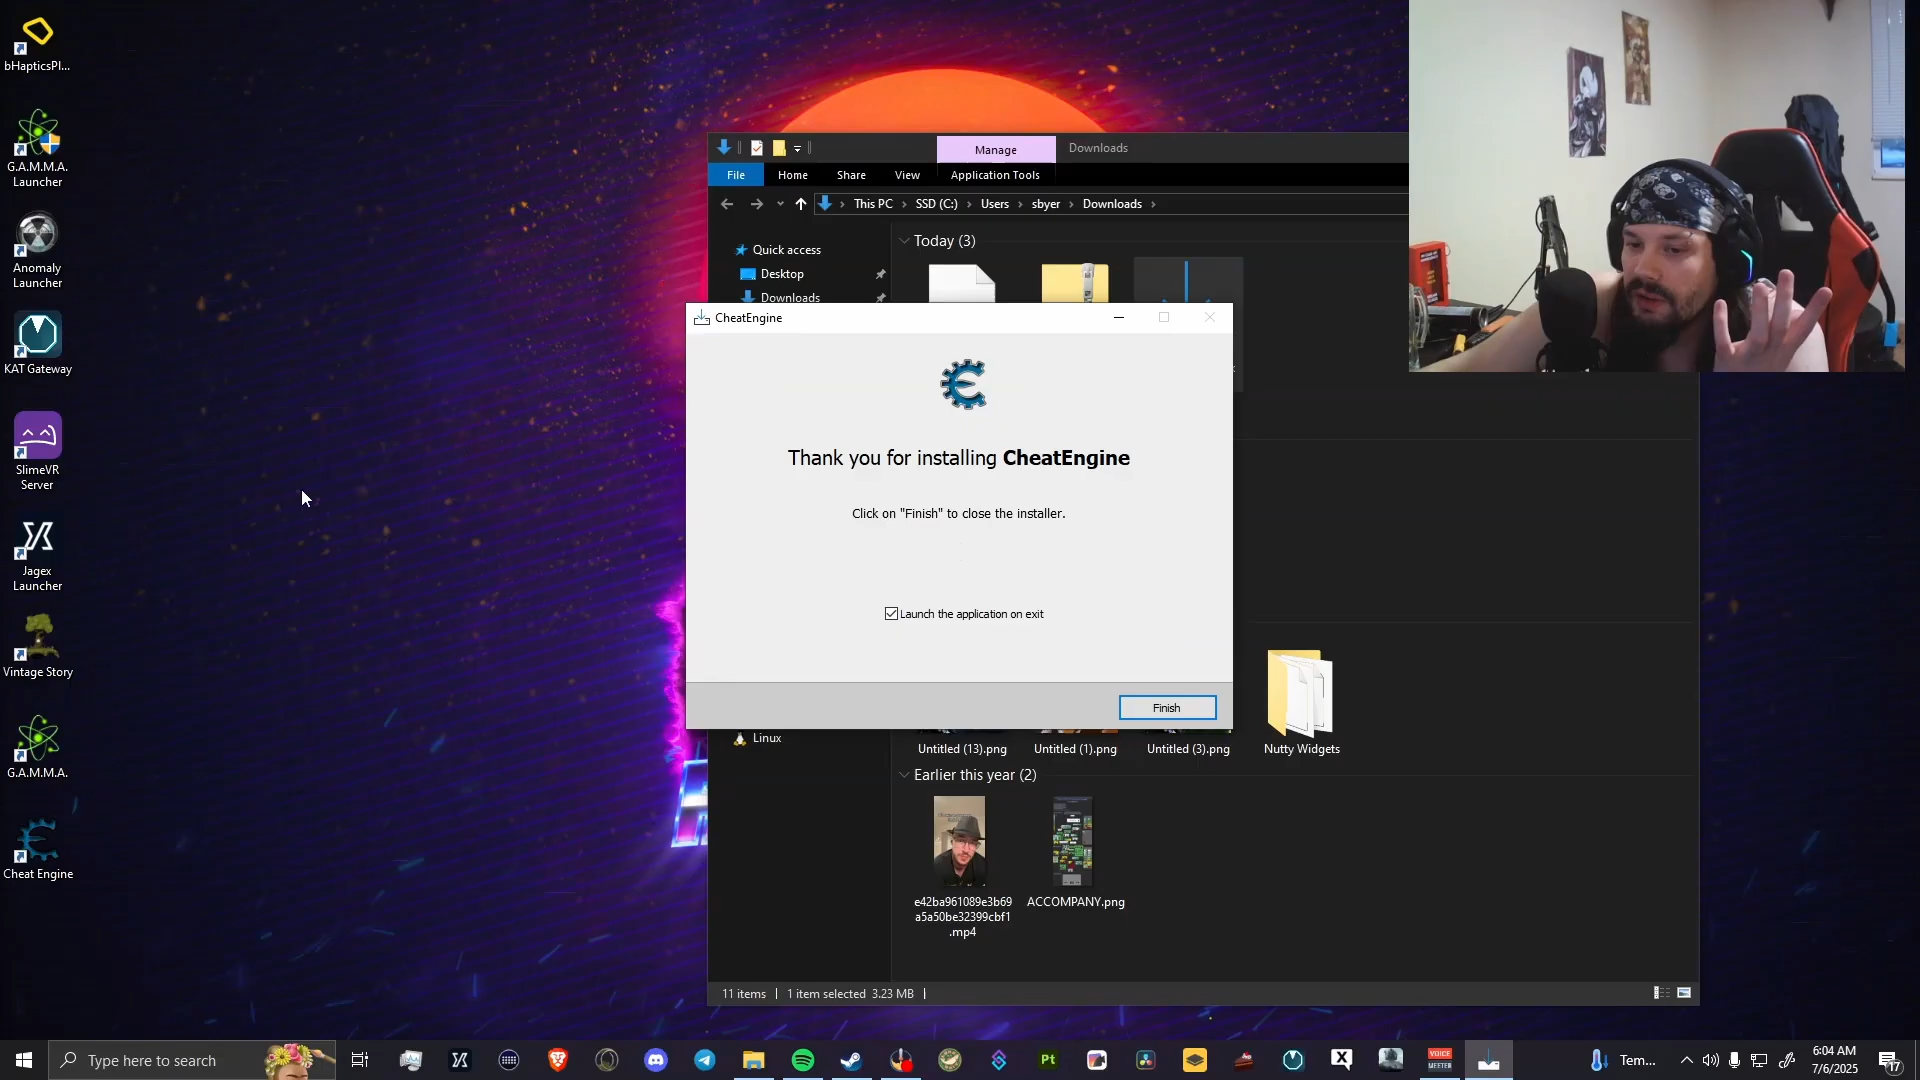 bHapticsPl...
G.A.M.M.A.
Launcher
Anomaly
Launcher
KAT Gateway
SlimeVR
Server
Jagex
Launcher
Vintage Story
G.A.M.M.A.
Cheat Engine
Manage
Downloads
File
Home
Share
View
Application Tools
This PC
SSD (C:)
Users
sbyer
Downloads
Today (3)
Quick access
Desktop
Downloads
CheatEngine
Thank you for installing CheatEngine
Click on "Finish" to close the installer.
Launch the application on exit
Finish
Linux
Untitled (13).png
Untitled (1).png
Untitled (3).png
Nutty Widgets
Earlier this year (2)
e42ba961089e3b69
a5a50be32399cbf1
.mp4
ACCOMPANY.png
11 items
1 item selected 3.23 MB
Type here to search
Pt
VOICE
MEETER
Tem...
6:04 AM
7/6/2025
17